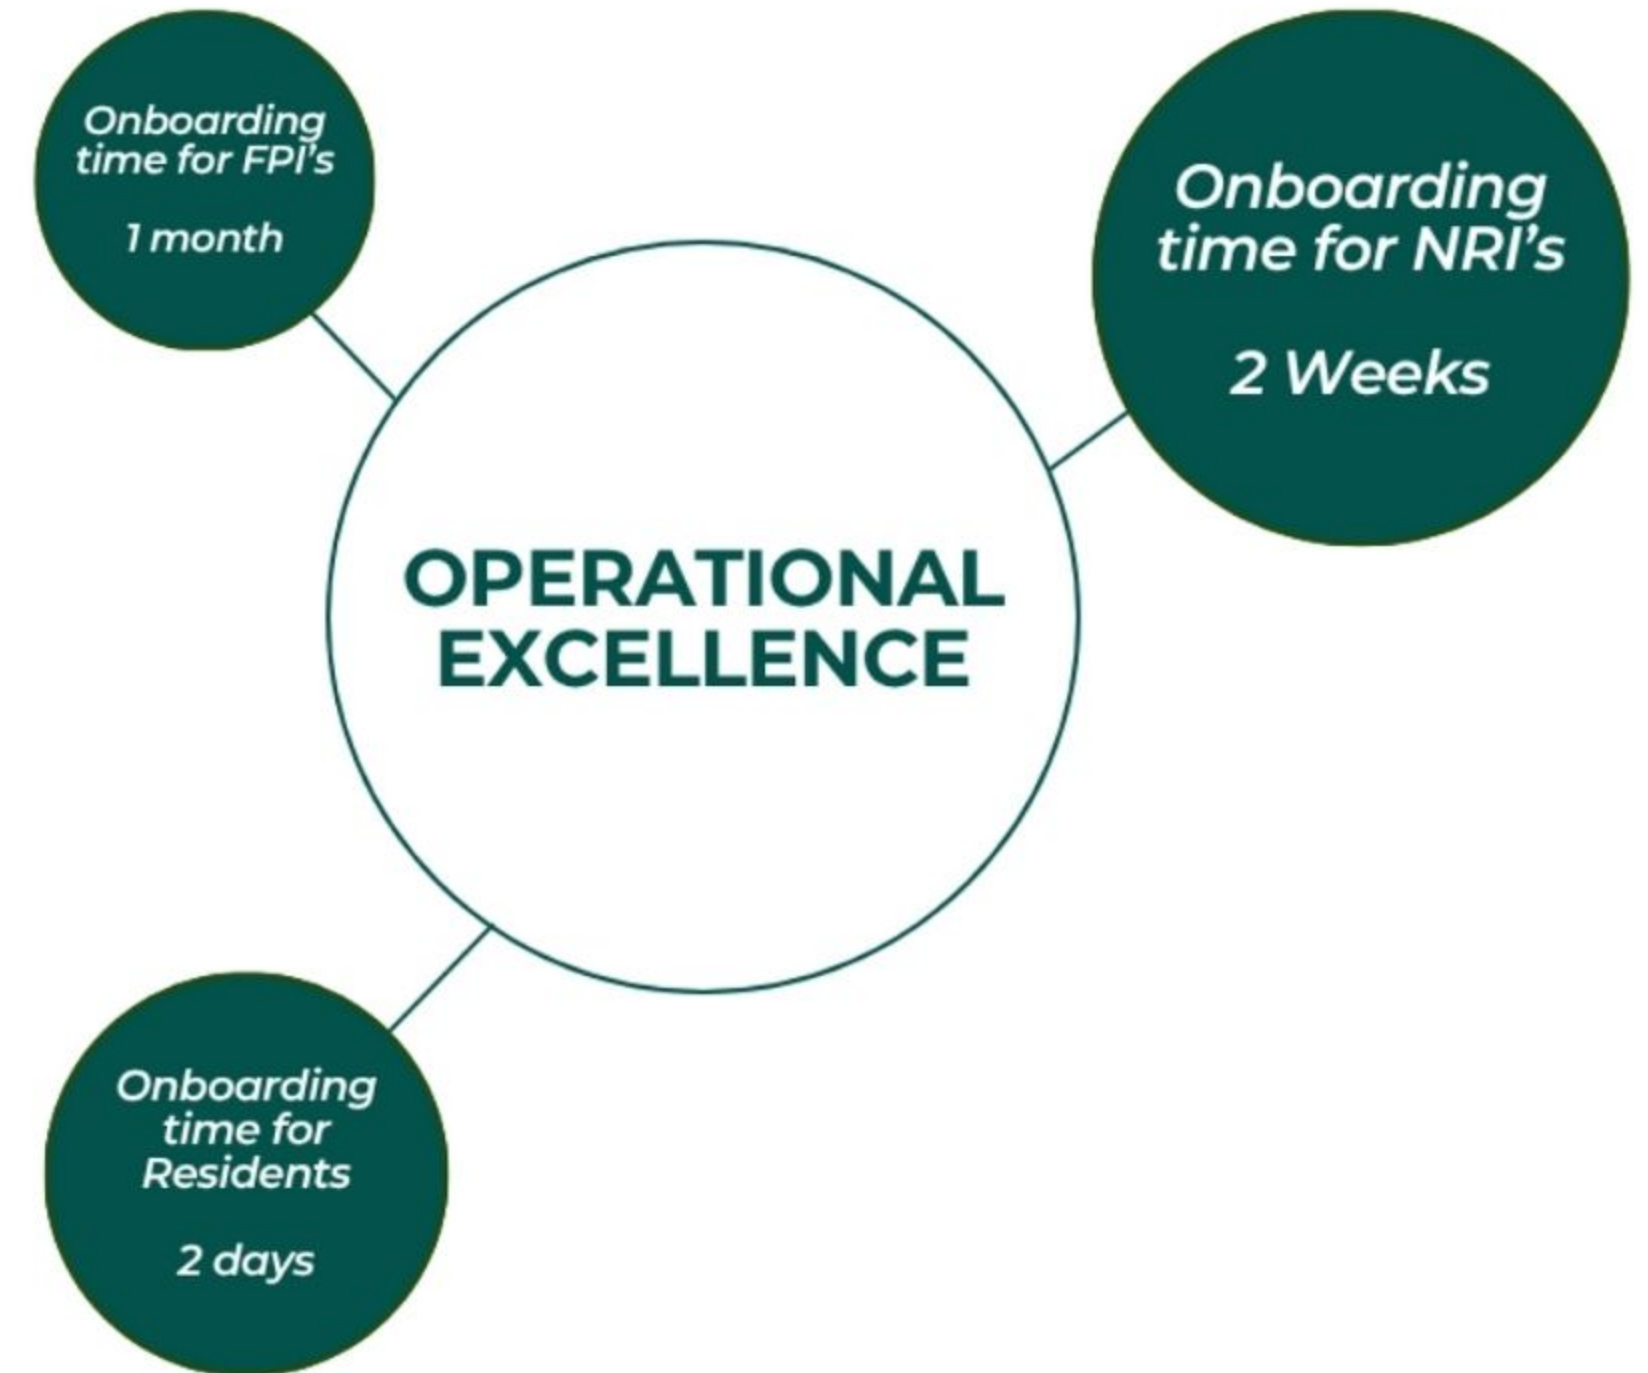 Onboarding
time for FPI's
1 month
Onboarding
time for NRI’s
2 Weeks
OPERATIONAL
EXCELLENCE
Onboarding
time for
Residents
2 days